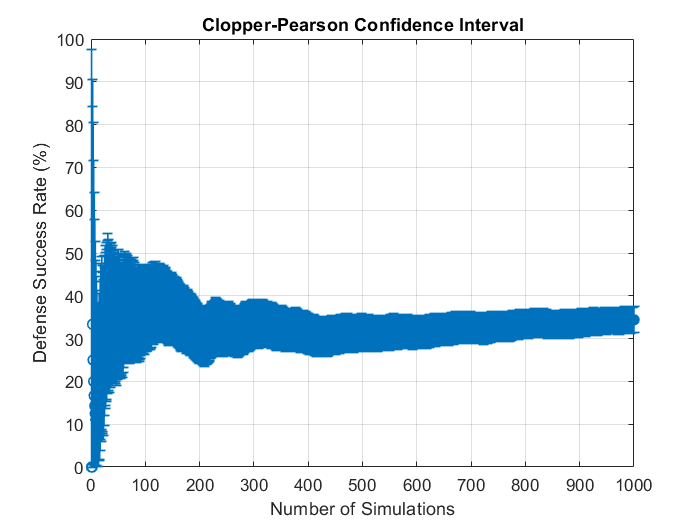 Clopper-Pearson Confidence Interval
100
90
80
70
60
50
40
30
20
10
0
Defense Success Rate (%)
0 100 200 300 400 500 600 700 800 900 1000
Number of Simulations